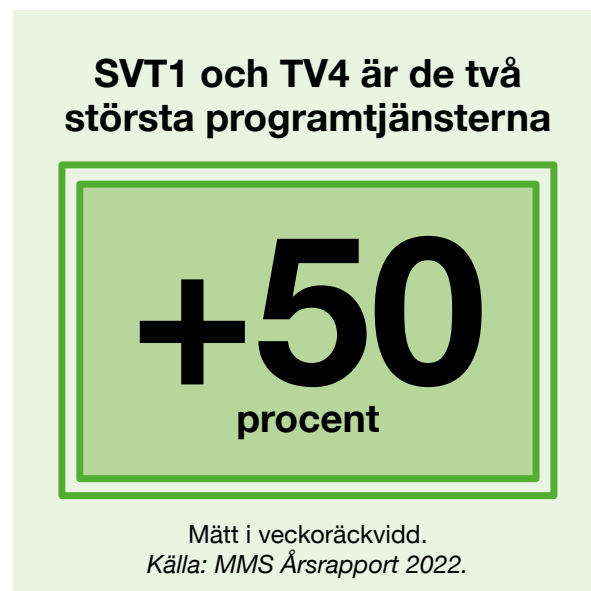 SVT1 och TV4 är de två
största programtjänsterna
+50
procent
Mätt i veckoräckvidd.
Källa: MMS Årsrapport 2022.